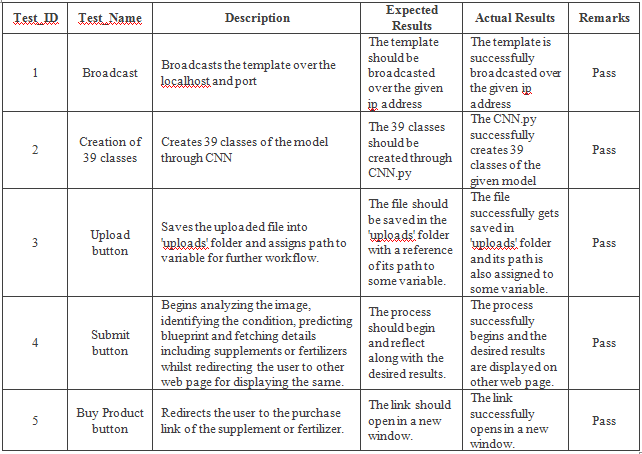 Test_ID Test_Name Description Expected Results Actual Results Remarks
1 Broadcast
Broadcasts the template over the
localhost and port
The template
should be
broadcasted
over the given
ip address
The template is
successfully
broadcasted over
the given ip
address
Pass
2
Creation of
39 classes
Creates 39 classes of the model
through CNN
The 39 classes
should be
created through
CNN.py
The CNN.py
successfully
creates 39
classes of the
given model
Pass
3
Upload
button
Saves the uploaded file into
'uploads' folder and assigns path to
variable for further workflow.
The file should
be saved in the
'uploads' folder
with a reference
of its path to
some variable.
The file
successfully gets
saved in
'uploads' folder
and its path is
also assigned to
some variable.
Pass
4
Submit
button
Begins analyzing the image,
identifying the condition, predicting
blueprint and fetching details
including supplements or fertilizers
whilst redirecting the user to other
web page for displaying the same.
The process
should begin
and reflect
along with the
desired results.
The process
successfully
begins and the
desired results
are displayed on
other web page.
Pass
5
Buy Product
button
Redirects the user to the purchase
link of the supplement or fertilizer.
The link should
open in a new
window.
The link
successfully
opens in a new
window.
Pass